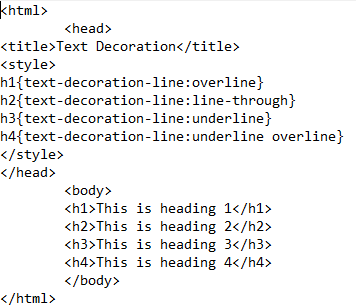 <html>
<head>
<title>Text Decoration</title>
<style>
h1{text-decoration-line:overline}
h2{text-decoration-line:line-through}
h3{text-decoration-line:underline}
h4{text-decoration-line:underline overline}
</style>
</head>
<body>
<h1>This is heading 1</h1>
<h2>This is heading 2</h2>
<h3>This is heading 3</h3>
<h4>This is heading 4</h4>
</body>
</html>